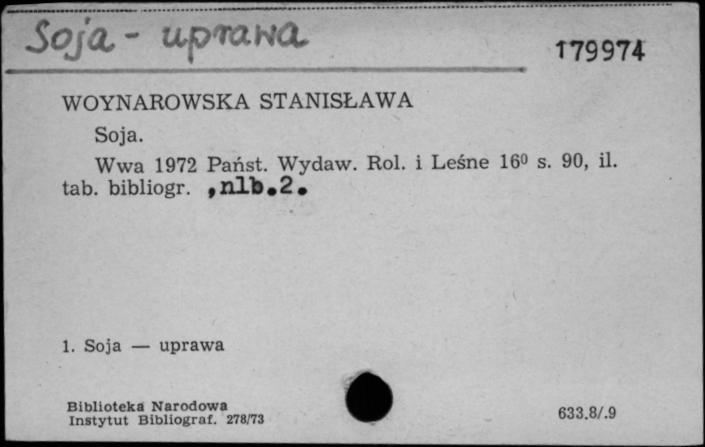 Soja - uprawa
179974
WOYNAROWSKA STANISŁAWA
Soja.
Wwa 1972 Państ. Wydaw. Rol. i Leśne 16⁰ s. 90, il.
tab. bibliogr. ,nlb.2.
1. Soja — uprawa
Biblioteka Narodowa
Instytut Bibliograf. 278/73
633.8/.9